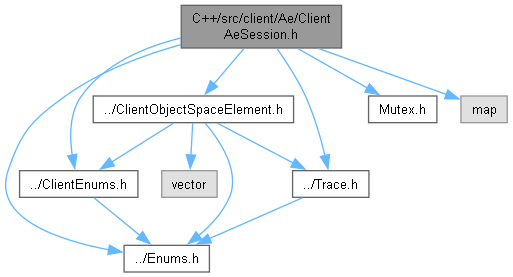 C++/src/client/Ae/Client
AeSession.h
../ClientObjectSpaceElement.h
Mutex.h
map
../ClientEnums.h
vector
../Trace.h
../Enums.h